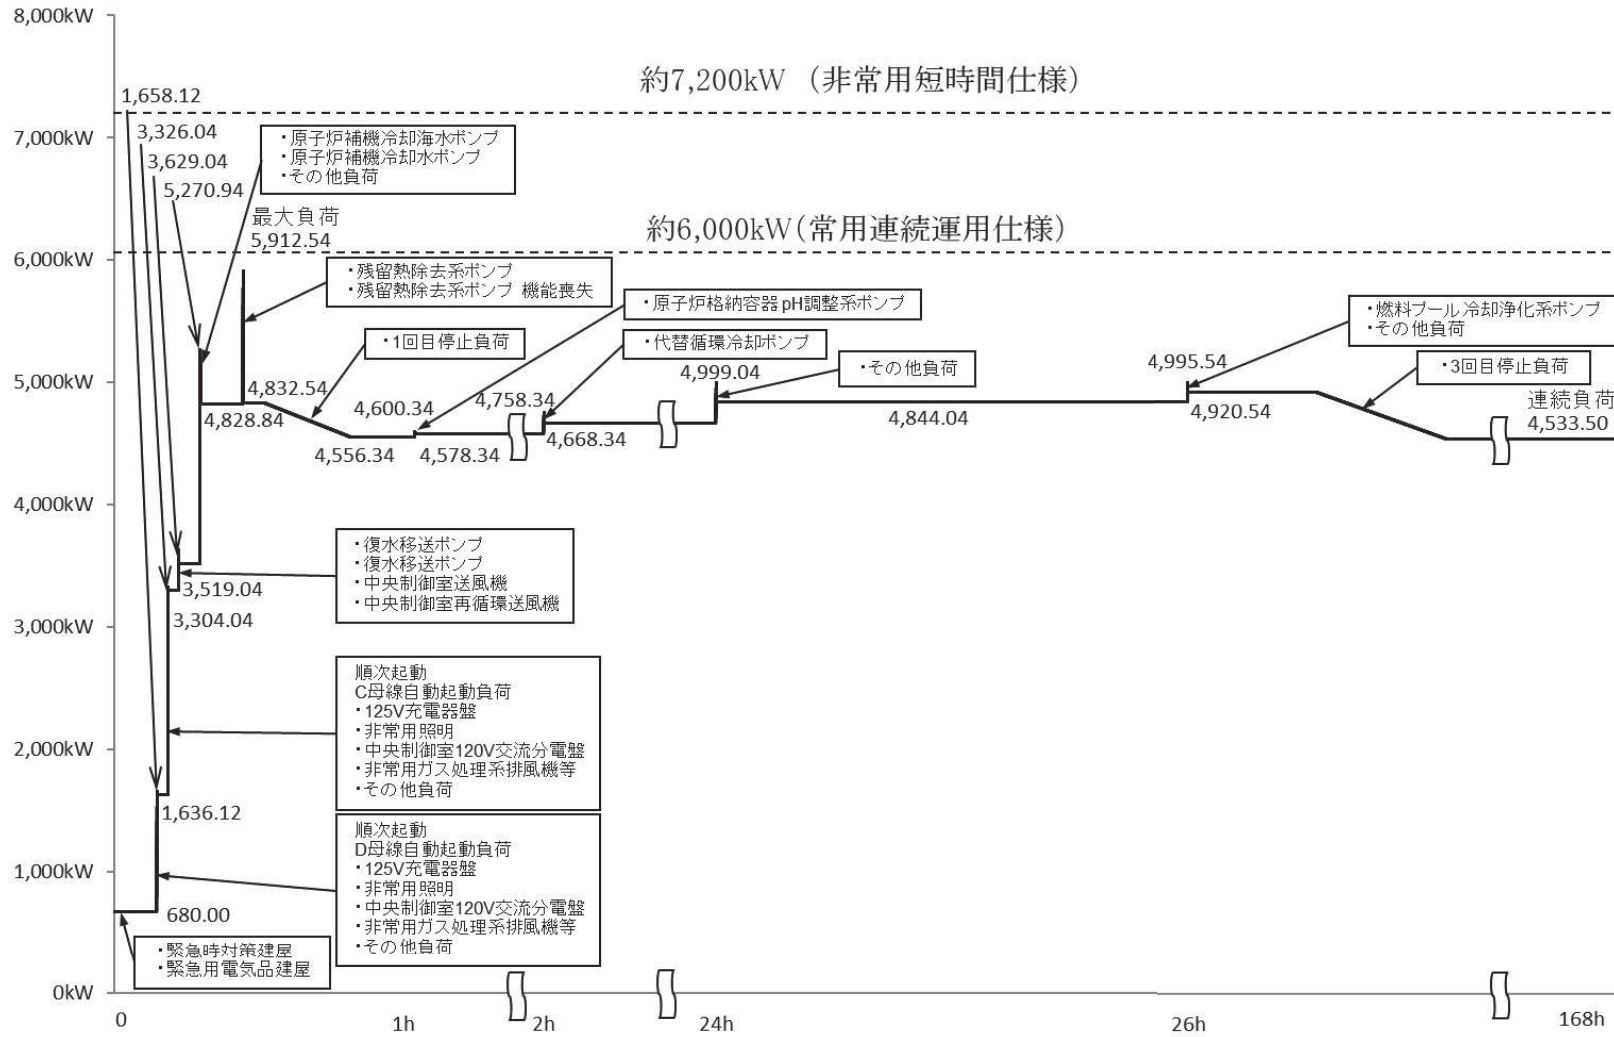 8,000kW
約7,200kW （非常用短時間仕様）
1,658.12
7,000kW
3,326.04
3,629.04
5,270.94
・原子炉補機冷却海水ポンプ
・原子炉補機冷却水ポンプ
・その他負荷
最大負荷
5,912.54
約6,000kW（常用連続運用仕様）
6,000kW
・残留熱除去系ポンプ
・残留熱除去系ポンプ 機能喪失
・原子炉格納容器pH調整系ポンプ
・燃料プール冷却浄化系ポンプ
・その他負荷
・1回目停止負荷
・代替循環冷却ポンプ
・その他負荷
・3回目停止負荷
5,000kW
4,832.54
4,828.84
4,600.34
4,556.34
4,578.34
4,758.34
4,668.34
4,999.04
4,844.04
4,995.54
4,920.54
連続負荷
4,533.50
4,000kW
・復水移送ポンプ
・復水移送ポンプ
・中央制御室送風機
・中央制御室再循環送風機
3,519.04
3,304.04
3,000kW
順次起動
C母線自動起動負荷
・125V充電器盤
・非常用照明
・中央制御室120V交流分電盤
・非常用ガス処理系排風機等
・その他負荷
2,000kW
1,636.12
順次起動
D母線自動起動負荷
・125V充電器盤
・非常用照明
・中央制御室120V交流分電盤
・非常用ガス処理系排風機等
・その他負荷
1,000kW
680.00
・緊急時対策建屋
・緊急用電気品建屋
0kW
0
1h
2h
24h
26h
168h